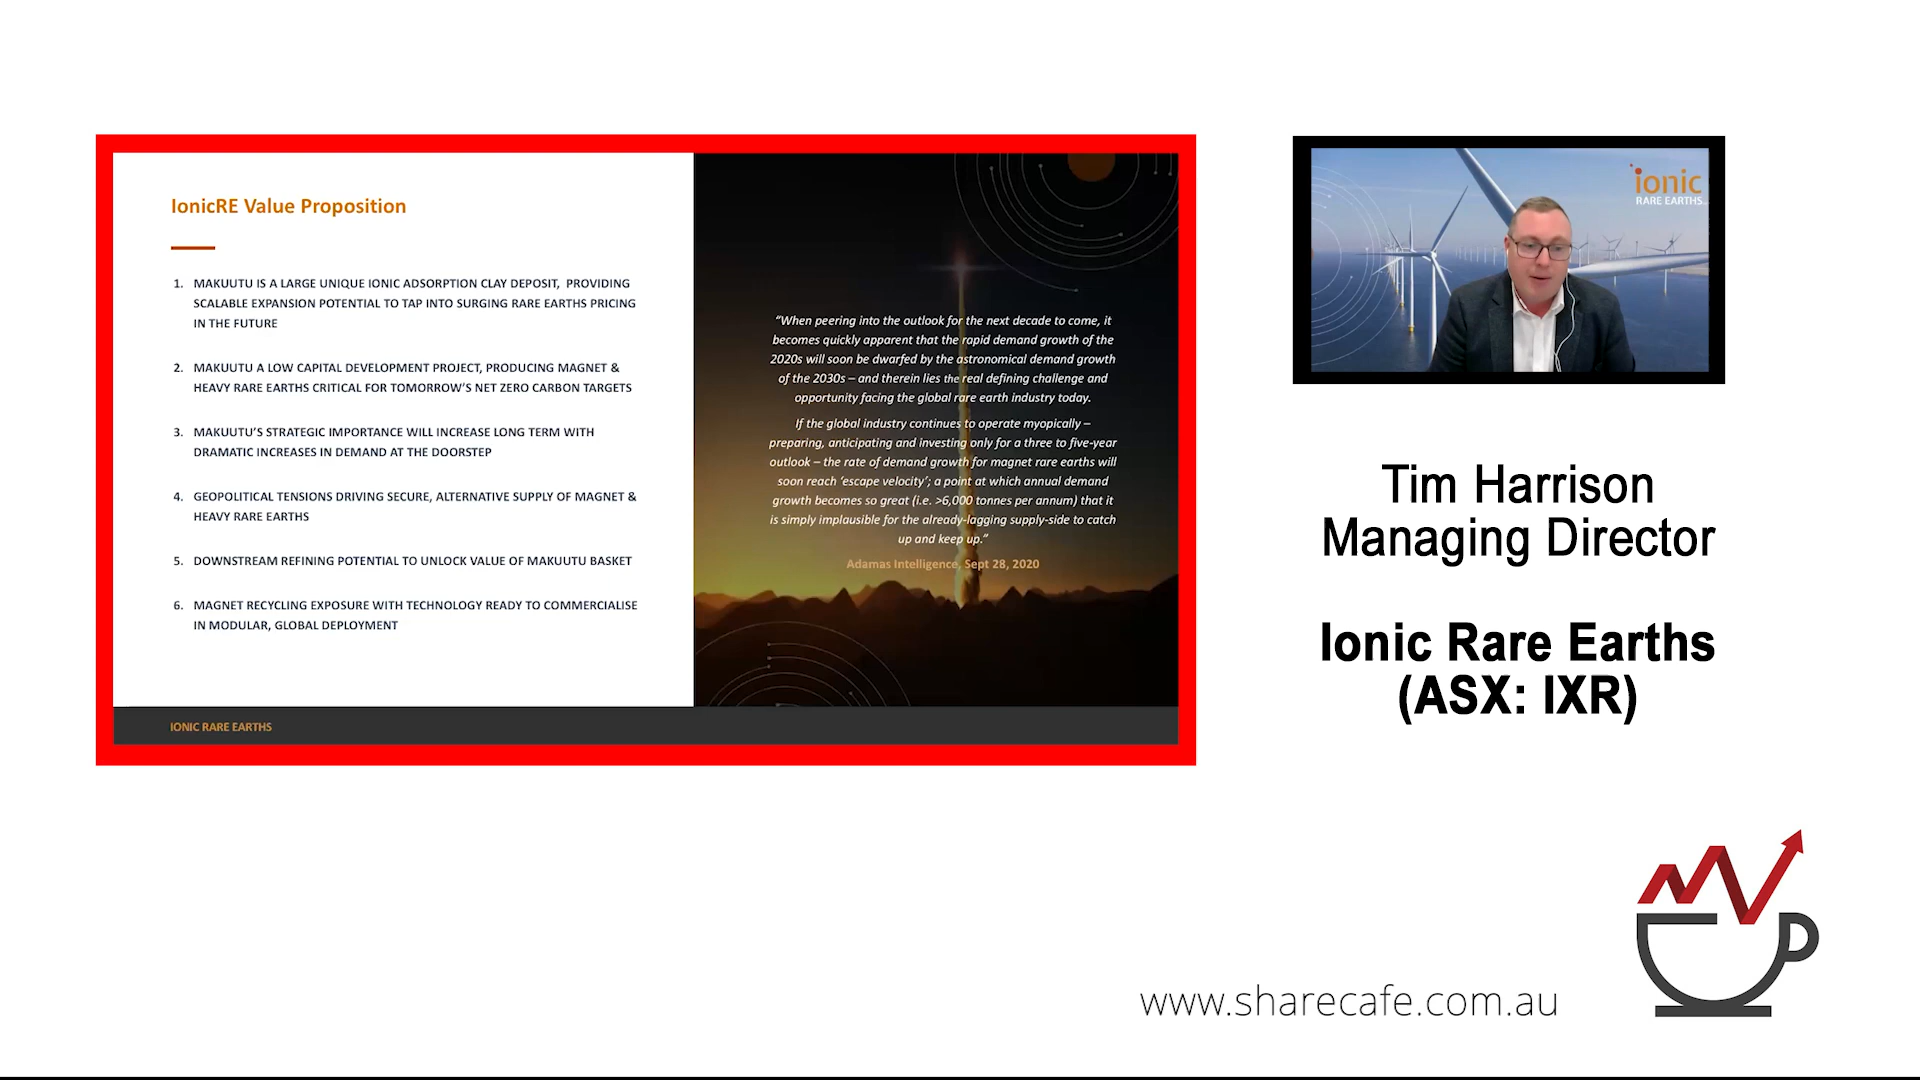 IonicRE Value Proposition
1. MAKUUTU IS A LARGE UNIQUE IONIC ADSORPTION CLAY DEPOSIT, PROVIDING
SCALABLE EXPANSION POTENTIAL TO TAP INTO SURGING RARE EARTHS PRICING
IN THE FUTURE
2. MAKUUTU A LOW CAPITAL DEVELOPMENT PROJECT, PRODUCING MAGNET &
HEAVY RARE EARTHS CRITICAL FOR TOMORROW'S NET ZERO CARBON TARGETS
3. MAKUUTU'S STRATEGIC IMPORTANCE WILL INCREASE LONG TERM WITH
DRAMATIC INCREASES IN DEMAND AT THE DOORSTEP
4. GEOPOLITICAL TENSIONS DRIVING SECURE, ALTERNATIVE SUPPLY OF MAGNET &
HEAVY RARE EARTHS
5. DOWNSTREAM REFINING POTENTIAL TO UNLOCK VALUE OF MAKUUTU BASKET
6. MAGNET RECYCLING EXPOSURE WITH TECHNOLOGY READY TO COMMERCIALISE
IN MODULAR, GLOBAL DEPLOYMENT
"When peering into the outlook for the next decade to come, it
becomes quickly apparent that the rapid demand growth of the
2020s will soon be dwarfed by the astronomical demand growth
of the 2030s – and therein lies the real defining challenge and
opportunity facing the global rare earth industry today.
If the global industry continues to operate myopically –
preparing, anticipating and investing only for a three to five-year
outlook – the rate of demand growth for magnet rare earths will
soon reach 'escape velocity'; a point at which annual demand
growth becomes so great (i.e. >6,000 tonnes per annum) that it
is simply implausible for the already-lagging supply-side to catch
up and keep up."
Adamas Intelligence, Sept 28, 2020
IONIC RARE EARTHS
ionic
RARE EARTHS
Tim Harrison
Managing Director
Ionic Rare Earths
(ASX: IXR)
www.sharecafe.com.au